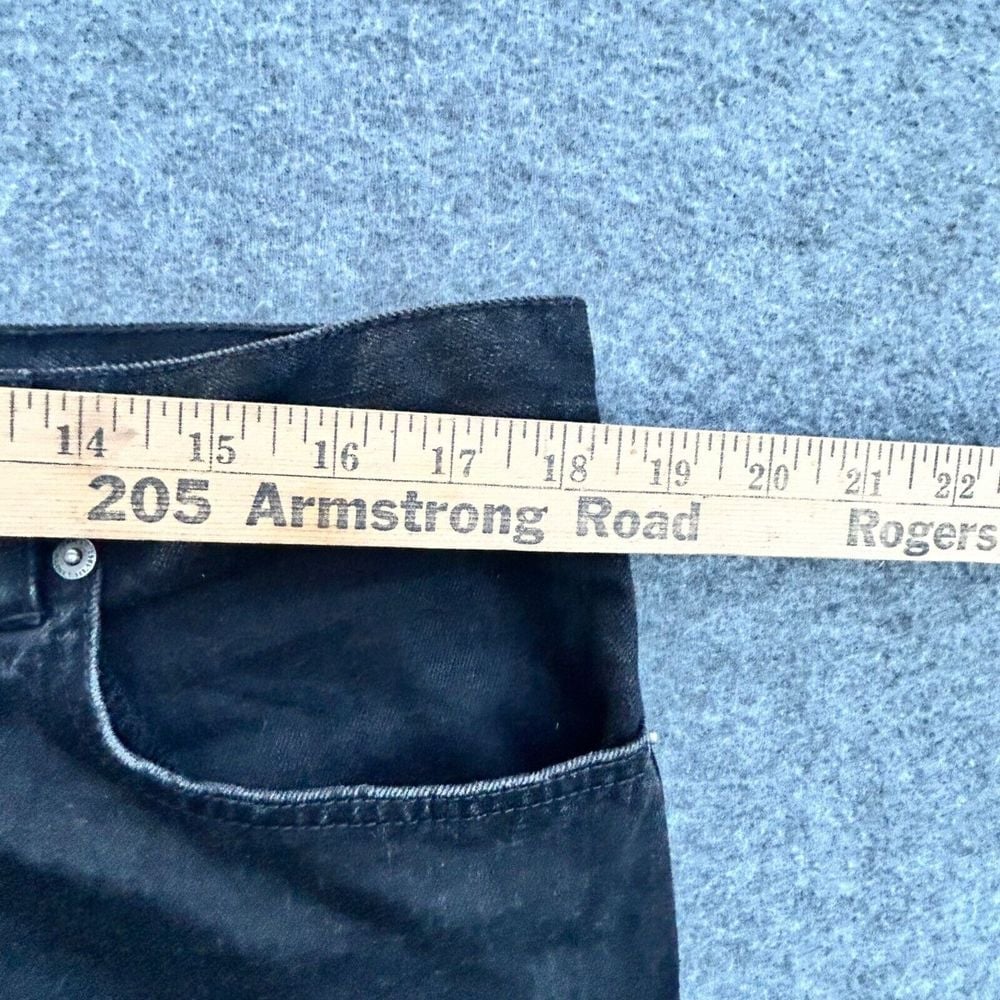 14 15 16 17 18 19 20 21 22
205 Armstrong Road Rogers